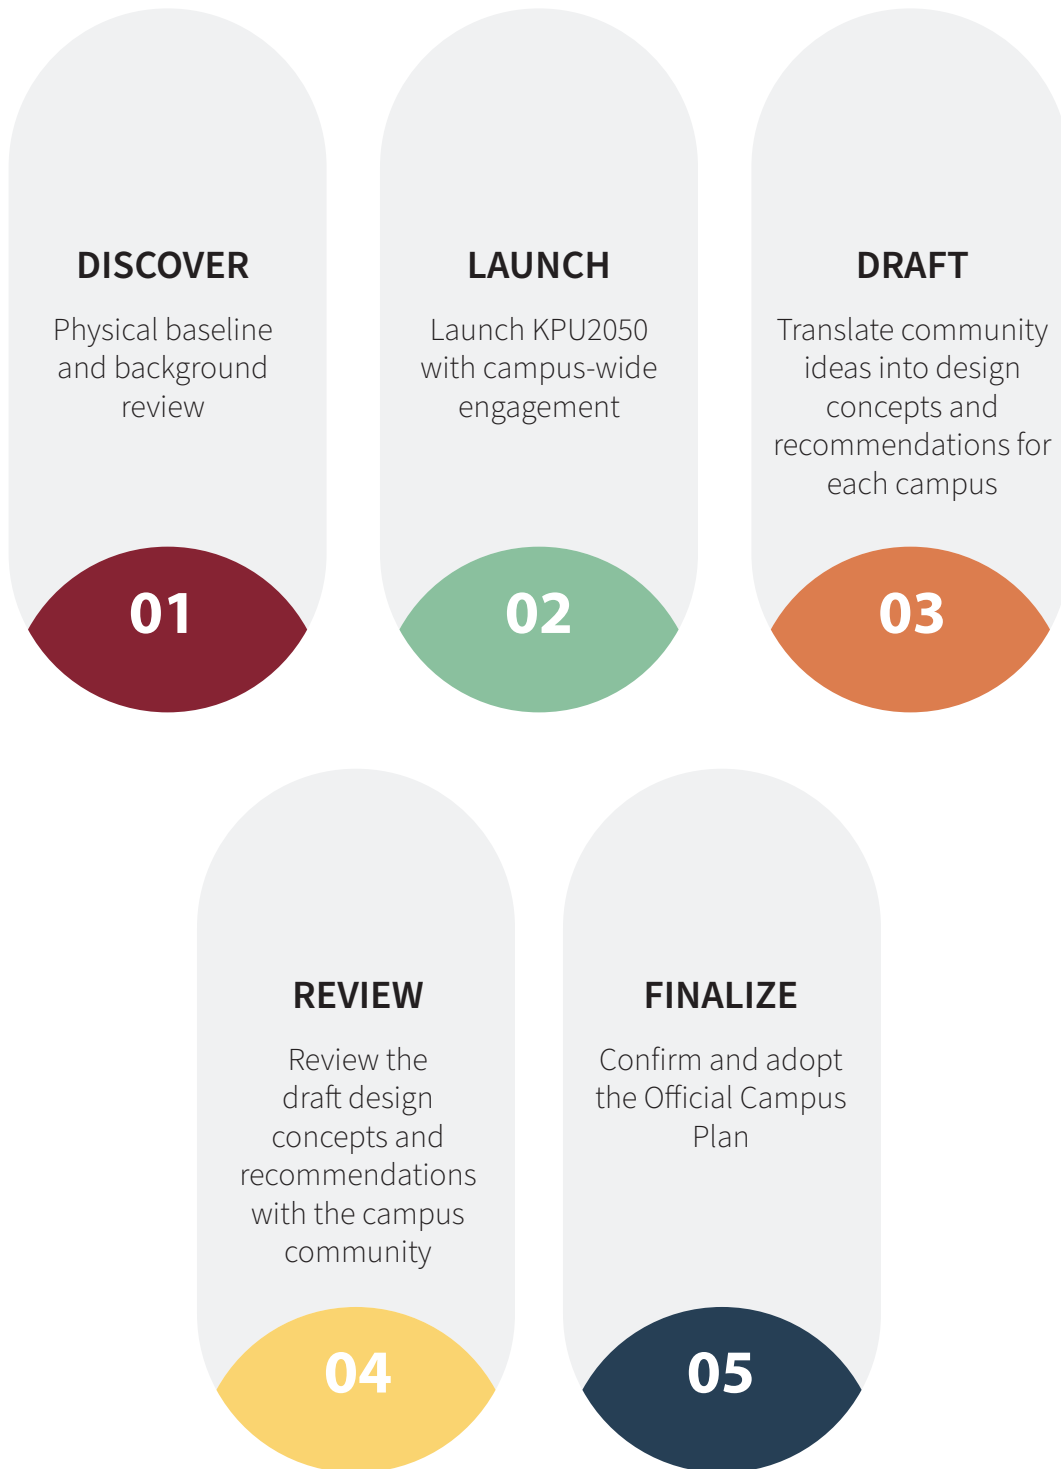 DISCOVER
Physical baseline
and background
review
01
LAUNCH
Launch KPU2050
with campus-wide
engagement
02
DRAFT
Translate community
ideas into design
concepts and
recommendations for
each campus
03
REVIEW
Review the
draft design
concepts and
recommendations
with the campus
community
04
FINALIZE
Confirm and adopt
the Official Campus
Plan
05